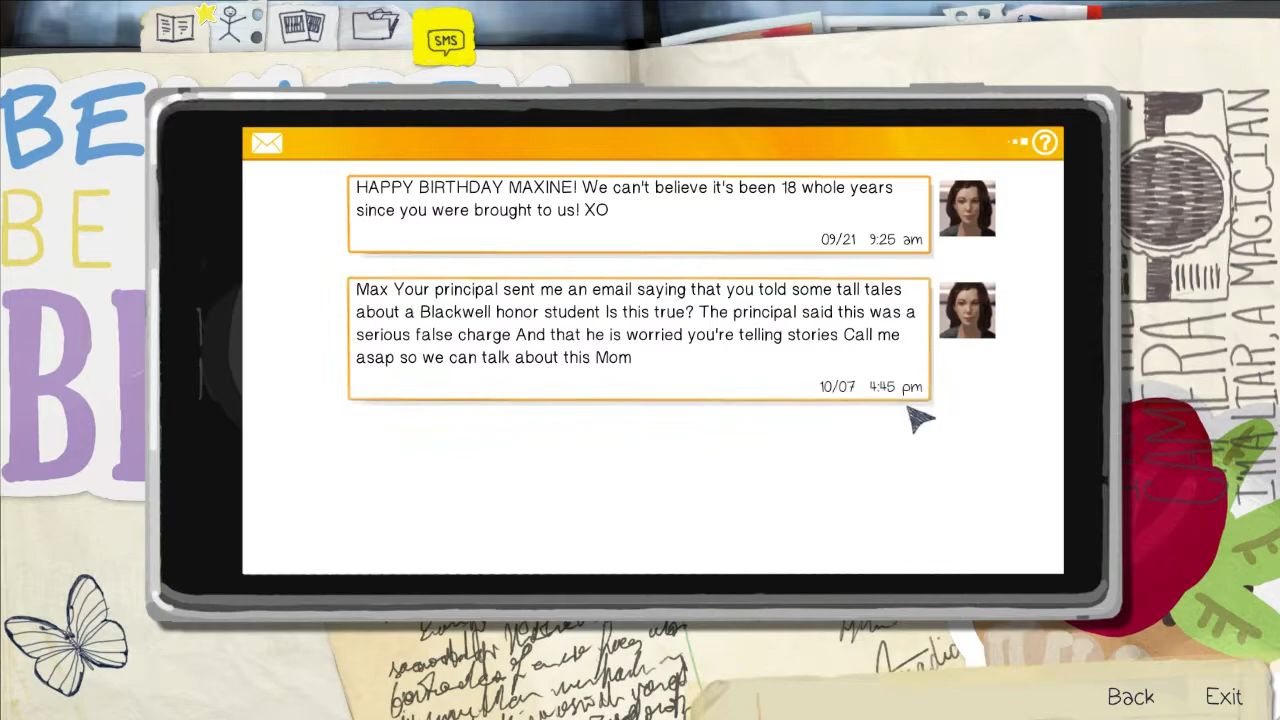 SMS
HAPPY BIRTHDAY MAXINE! We can't believe it's been 18 whole years
since you were brought to us! XO
09/21 9:25 am
Max Your principal sent me an email saying that you told some tall tales
about a Blackwell honor student Is this true? The principal said this was a
serious false charge And that he is worried you're telling stories Call me
asap so we can talk about this Mom
10/07 4:45 pm
BE
BE
CAMERA
MAGICIAN
Back Exit